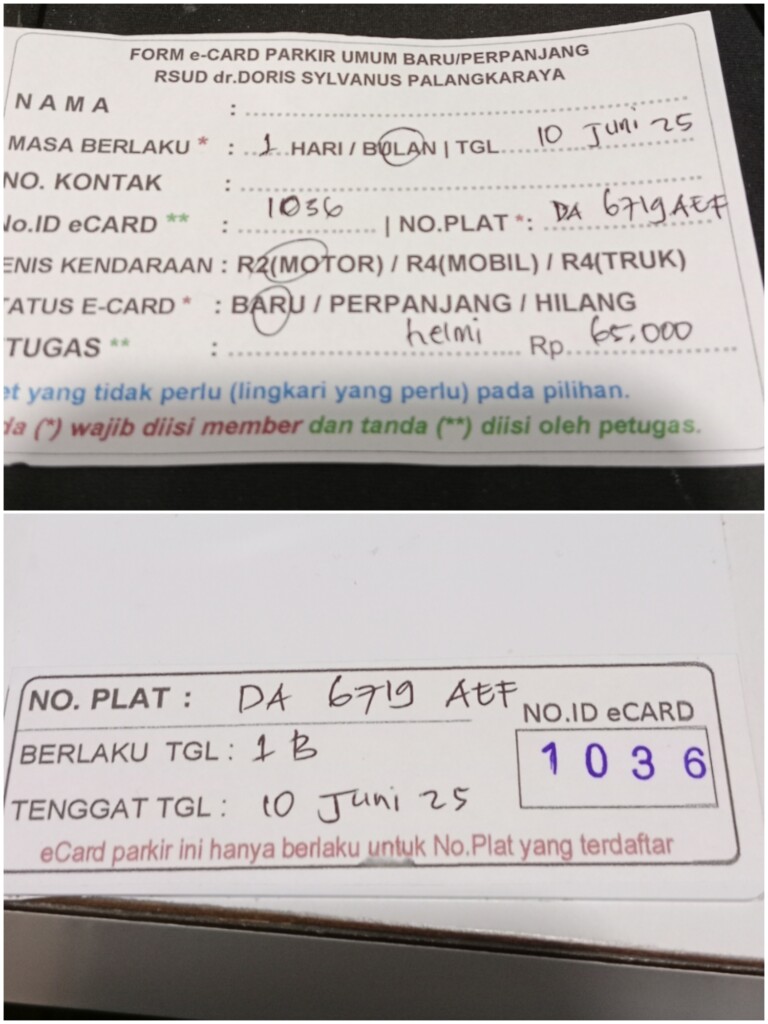 FORM e-CARD PARKIR UMUM BARU/PERPANJANG
RSUD dr.DORIS SYLVANUS PALANGKARAYA
NAMA :
MASA BERLAKU * : 1 HARI / BULAN | TGL 10 Juni 25
NO. KONTAK :
No.ID eCARD ** : 1036 | NO.PLAT *: DA 6719 AEF
ENIS KENDARAAN : R2(MOTOR) / R4(MOBIL) / R4(TRUK)
TATUS E-CARD * : BARU / PERPANJANG / HILANG
TUGAS ** : helmi Rp. 65.000
et yang tidak perlu (lingkari yang perlu) pada pilihan.
da (*) wajib diisi member dan tanda (**) diisi oleh petugas.
NO. PLAT : DA 6719 AEF
NO.ID eCARD
BERLAKU TGL : 1 B
1036
TENGGAT TGL : 10 Juni 25
eCard parkir ini hanya berlaku untuk No.Plat yang terdaftar